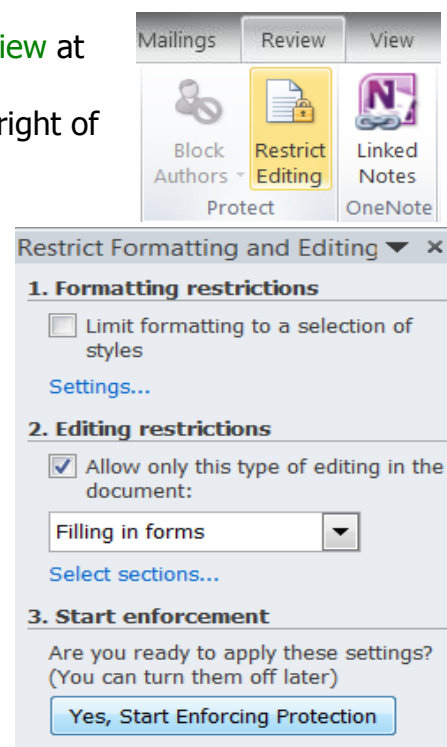 view at
right of
Mailings Review View
Block Restrict Linked
Authors Editing Notes
Protect OneNote
Restrict Formatting and Editing
1. Formatting restrictions
Limit formatting to a selection of
styles
Settings...
2. Editing restrictions
Allow only this type of editing in the
document:
Filling in forms
Select sections...
3. Start enforcement
Are you ready to apply these settings?
(You can turn them off later)
Yes, Start Enforcing Protection